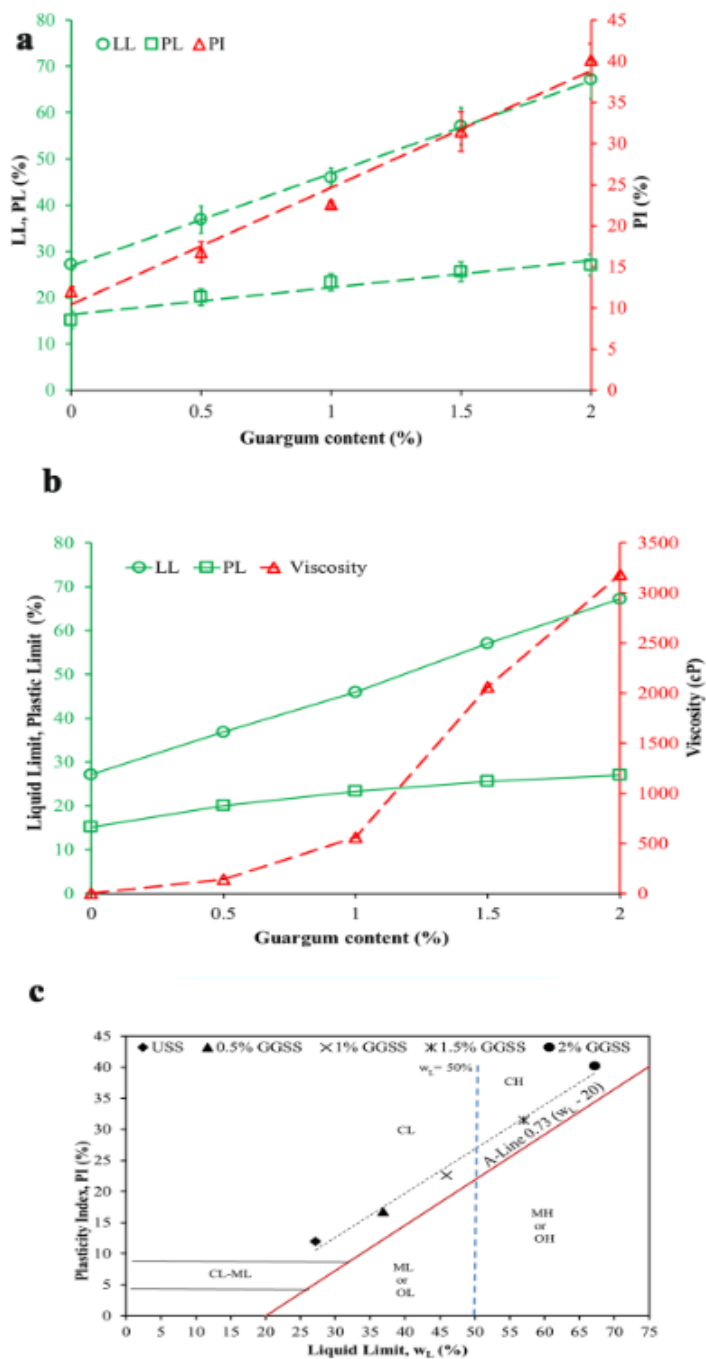 a
LL PL PI
80
70
60
50
40
30
20
10
0
LL, PL (%)
45
40
35
30
25
20
15
10
5
0
PI (%)
0 0.5 1 1.5 2
Guargum content (%)
b
LL PL Viscosity
80
70
60
50
40
30
20
10
0
Liquid Limit, Plastic Limit (%)
3500
3000
2500
2000
1500
1000
500
0
Viscosity (cP)
0 0.5 1 1.5 2
Guargum content (%)
c
USS 0.5% GGSS 1% GGSS 1.5% GGSS 2% GGSS
45
40
35
30
25
20
15
10
5
0
Plasticity Index, PI (%)
wL= 50%
CH
CL
A-Line 0.73 (wL - 20)
CL-ML
ML
or
OL
MH
or
OH
0 5 10 15 20 25 30 35 40 45 50 55 60 65 70 75
Liquid Limit, wL (%)